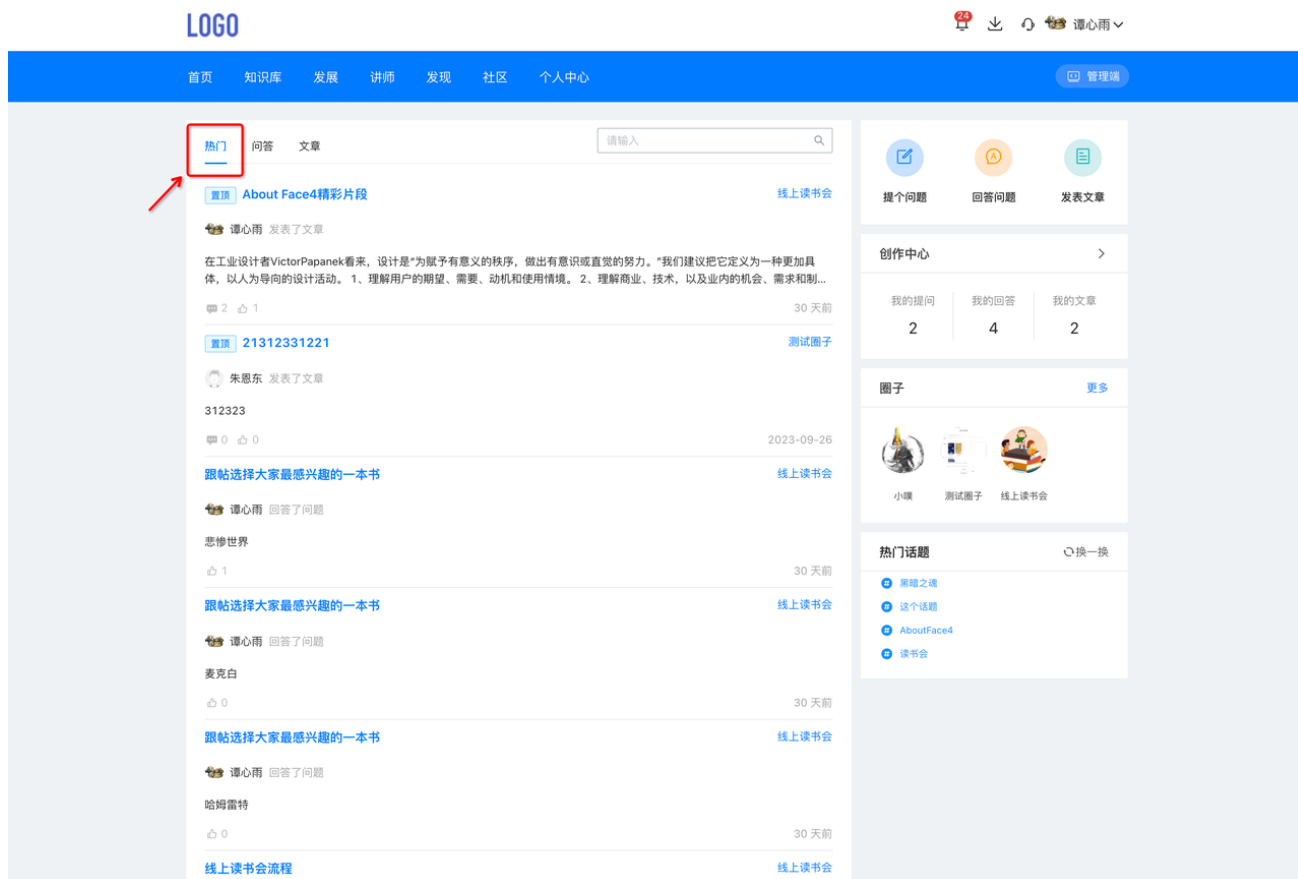 LOGO
24
谭心雨
首页 知识库 发展 讲师 发现 社区 个人中心
管理端
热门 问答 文章
请输入
置顶 About Face4精彩片段 线上读书会
谭心雨 发表了文章
在工业设计者VictorPapanek看来，设计是"为赋予有意义的秩序，做出有意识或直觉的努力。"我们建议把它定义为一种更加具
体，以人为导向的设计活动。 1、理解用户的期望、需要、动机和使用情境。 2、理解商业、技术，以及业内的机会、需求和制...
2 1 30 天前
置顶 21312331221 测试圈子
朱恩东 发表了文章
312323
0 0 2023-09-26
跟帖选择大家最感兴趣的一本书 线上读书会
谭心雨 回答了问题
悲惨世界
1 30 天前
跟帖选择大家最感兴趣的一本书 线上读书会
谭心雨 回答了问题
麦克白
0 30 天前
跟帖选择大家最感兴趣的一本书 线上读书会
谭心雨 回答了问题
哈姆雷特
0 30 天前
线上读书会流程 线上读书会
提个问题 回答问题 发表文章
创作中心
我的提问 我的回答 我的文章
2 4 2
圈子 更多
小噗 测试圈子 线上读书会
热门话题 换一换
黑暗之魂
这个话题
AboutFace4
读书会